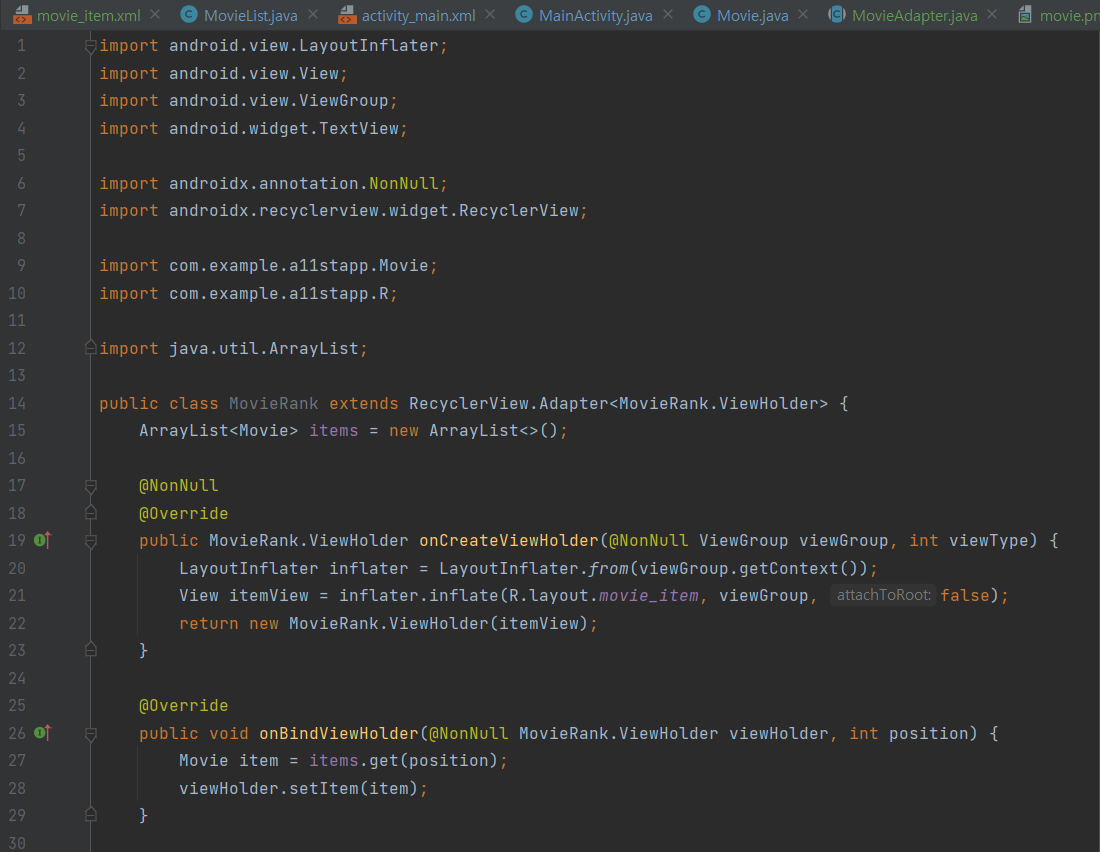 movie_item.xml MovieList.java activity_main.xml MainActivity.java Movie.java MovieAdapter.java movie.pr
1 import android.view.LayoutInflater;
2 import android.view.View;
3 import android.view.ViewGroup;
4 import android.widget.TextView;
5
6 import androidx.annotation.NonNull;
7 import androidx.recyclerview.widget.RecyclerView;
8
9 import com.example.a11stapp.Movie;
10 import com.example.a11stapp.R;
11
12 import java.util.ArrayList;
13
14 public class MovieRank extends RecyclerView.Adapter<MovieRank.ViewHolder> {
15 ArrayList<Movie> items = new ArrayList<>();
16
17 @NonNull
18 @Override
19 public MovieRank.ViewHolder onCreateViewHolder(@NonNull ViewGroup viewGroup, int viewType) {
20 LayoutInflater inflater = LayoutInflater.from(viewGroup.getContext());
21 View itemView = inflater.inflate(R.layout.movie_item, viewGroup, attachToRoot: false);
22 return new MovieRank.ViewHolder(itemView);
23 }
24
25 @Override
26 public void onBindViewHolder(@NonNull MovieRank.ViewHolder viewHolder, int position) {
27 Movie item = items.get(position);
28 viewHolder.setItem(item);
29 }
30